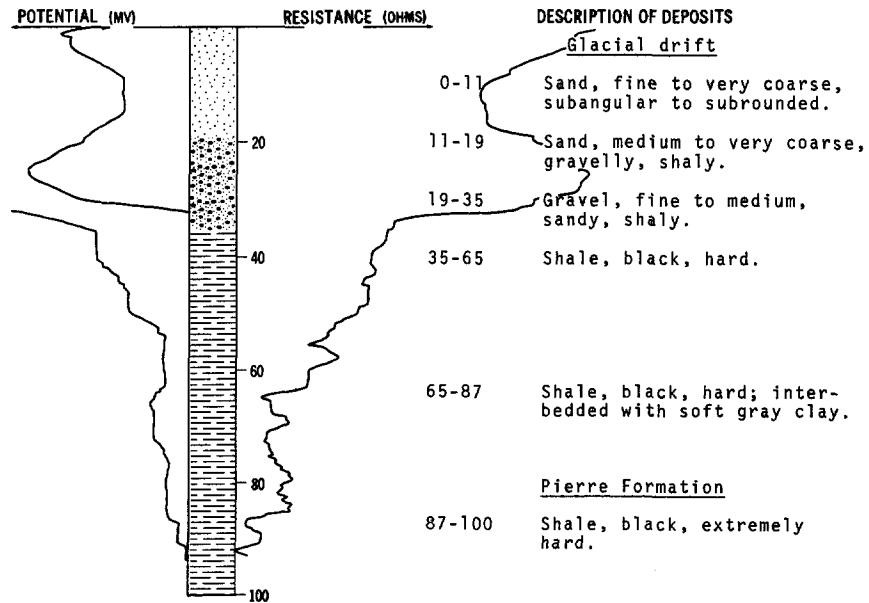 POTENTIAL (MV) RESISTANCE (OHMS) DESCRIPTION OF DEPOSITS
Glacial drift
0-11 Sand, fine to very coarse,
subangular to subrounded.
20 11-19 Sand, medium to very coarse,
gravelly, shaly.
19-35 Gravel, fine to medium,
sandy, shaly.
40 35-65 Shale, black, hard.
60
65-87 Shale, black, hard; inter-
bedded with soft gray clay.
80 Pierre Formation
87-100 Shale, black, extremely
hard.
100